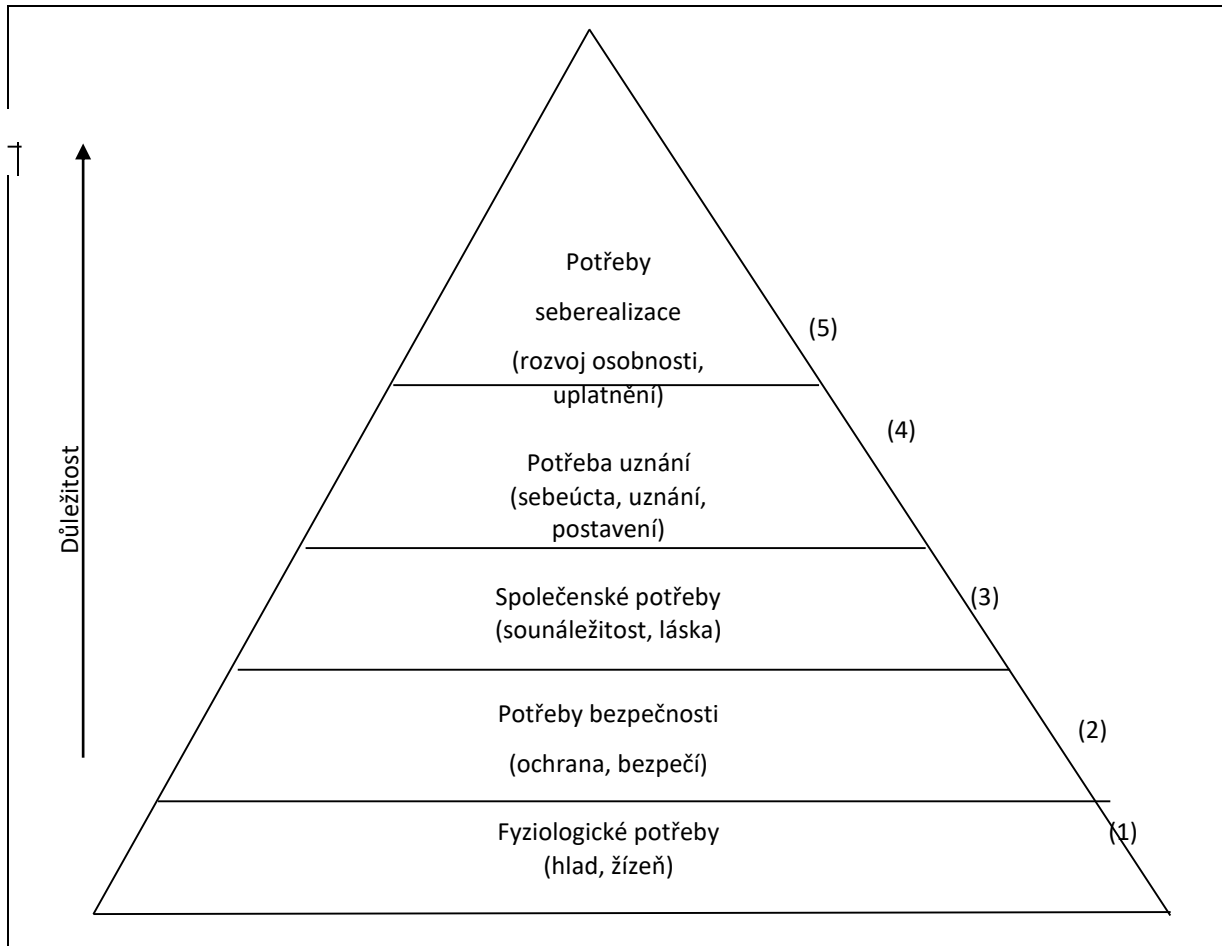 Potřeby
seberealizace
(5)
(rozvoj osobnosti,
uplatnění)
(4)
Potřeba uznání
(sebeúcta, uznání,
postavení)
Důležitost
Společenské potřeby
(3)
(sounáležitost, láska)
Potřeby bezpečnosti
(2)
(ochrana, bezpečí)
Fyziologické potřeby
(1)
(hlad, žízeň)